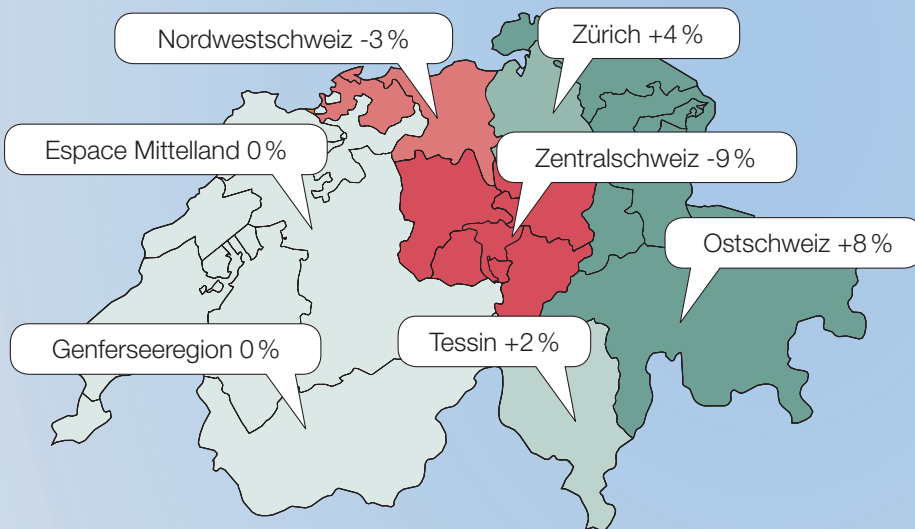 Nordwestschweiz -3 %
Zürich +4 %
Espace Mittelland 0 %
Zentralschweiz -9 %
Ostschweiz +8 %
Genferseeregion 0 %
Tessin +2 %